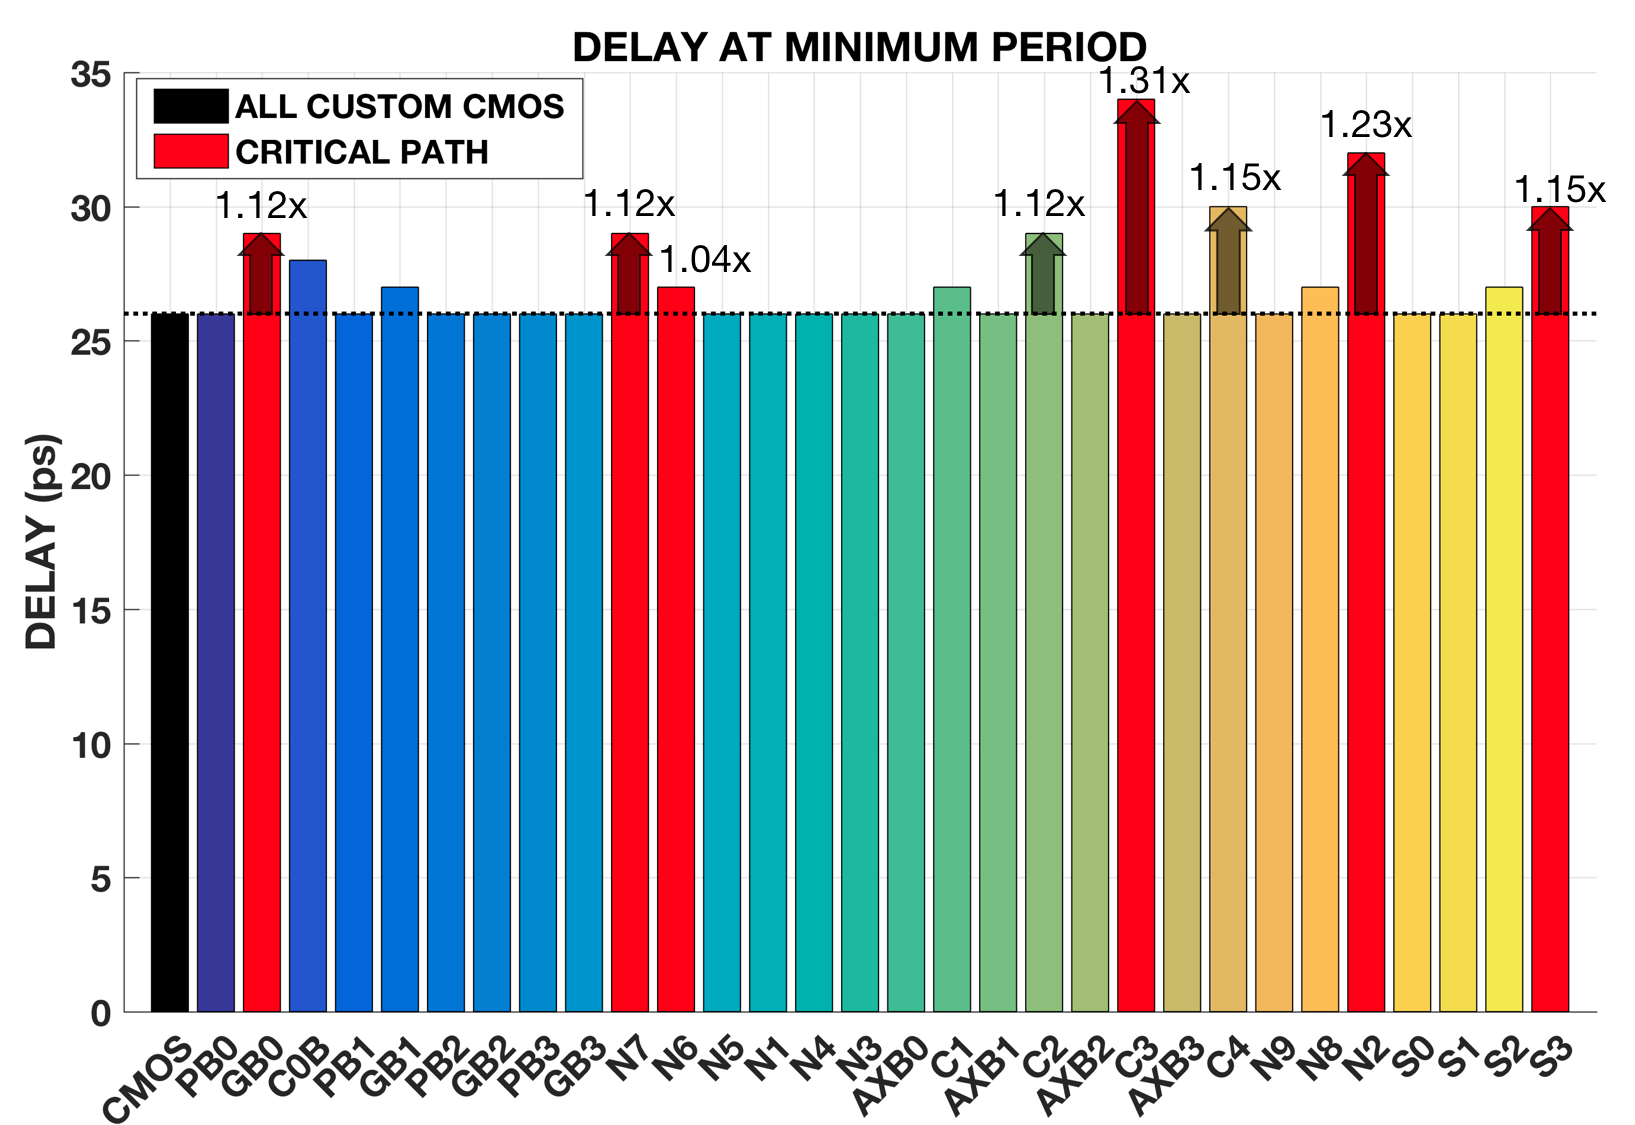 DELAY AT MINIMUM PERIOD
ALL CUSTOM CMOS
CRITICAL PATH
1.12x
1.12x
1.04x
1.12x
1.31x
1.15x
1.23x
1.15x
DELAY (ps)
35
30
25
20
15
10
5
0
CMOS
PB0
GB0
C0B
PB1
GB1
PB2
GB2
PB3
GB3
N7
N6
N5
N1
N4
N3
AXB0
C1
AXB1
C2
AXB2
C3
AXB3
C4
N9
N8
N2
S0
S1
S2
S3